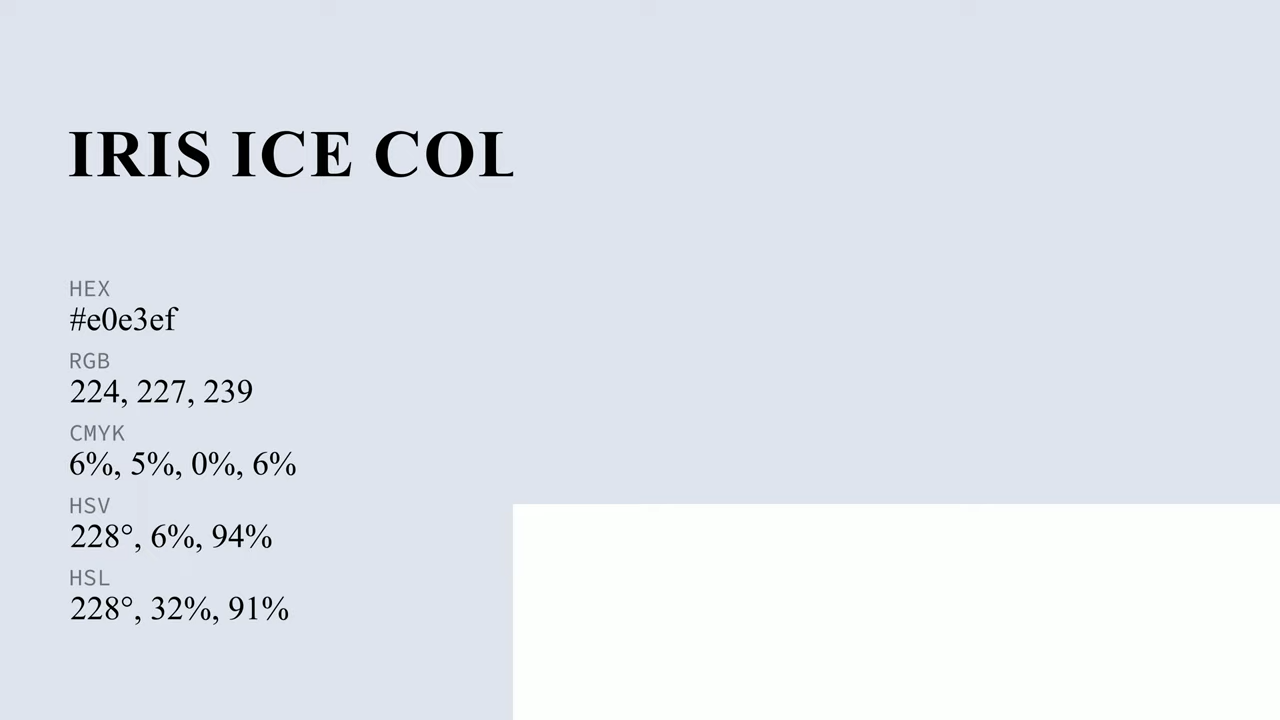 IRIS ICE COL
HEX
#e0e3ef
RGB
224, 227, 239
CMYK
6%, 5%, 0%, 6%
HSV
228°, 6%, 94%
HSL
228°, 32%, 91%